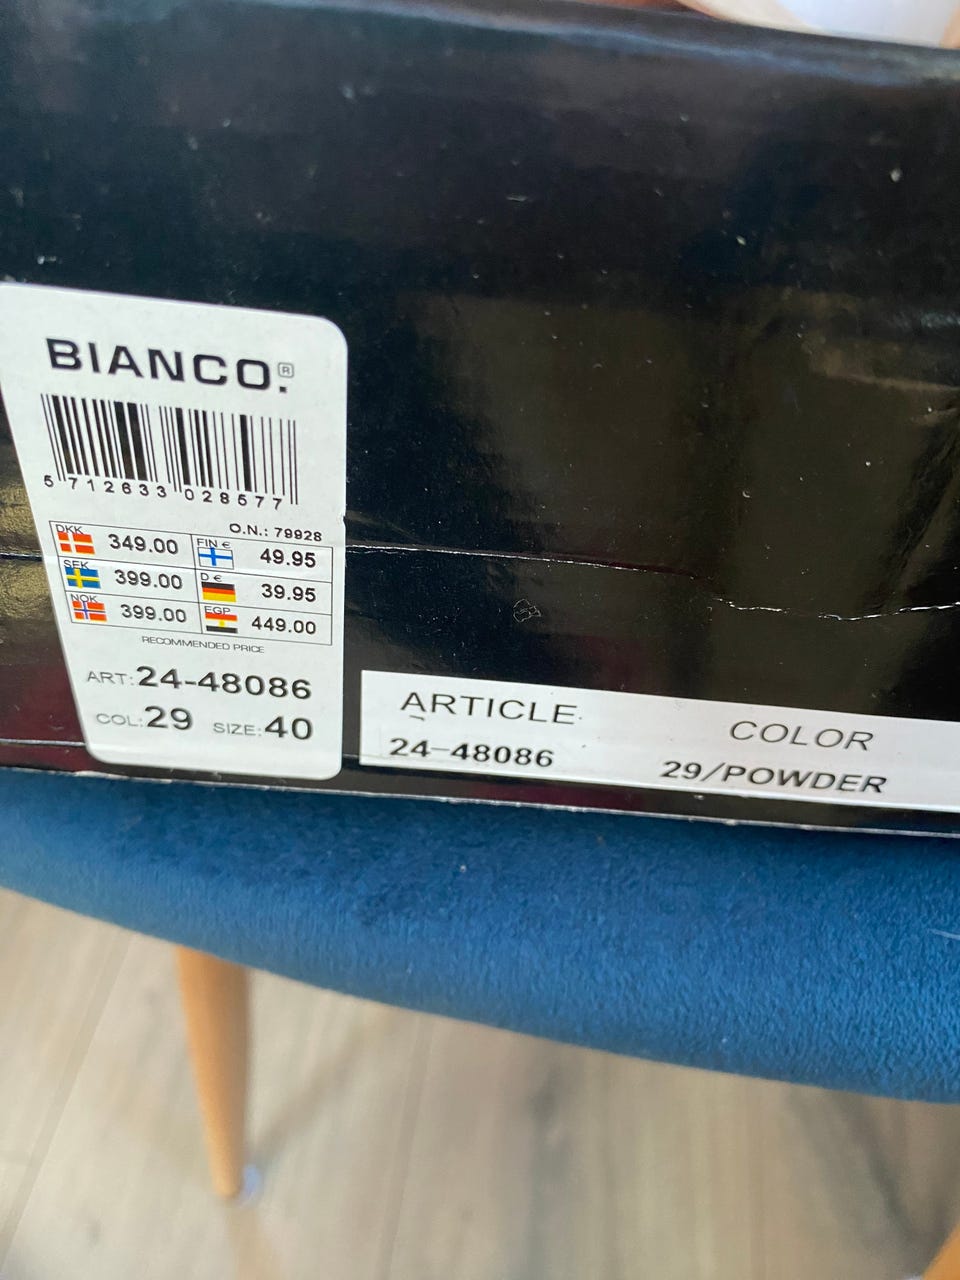 BIANCO.®
5 712633 028577
O.N.: 79928
DKK 349.00 FIN € 49.95
SEK 399.00 D € 39.95
NOK 399.00 EGP 449.00
RECOMMENDED PRICE
ART: 24-48086
COL: 29 SIZE: 40
ARTICLE COLOR
24-48086 29/POWDER